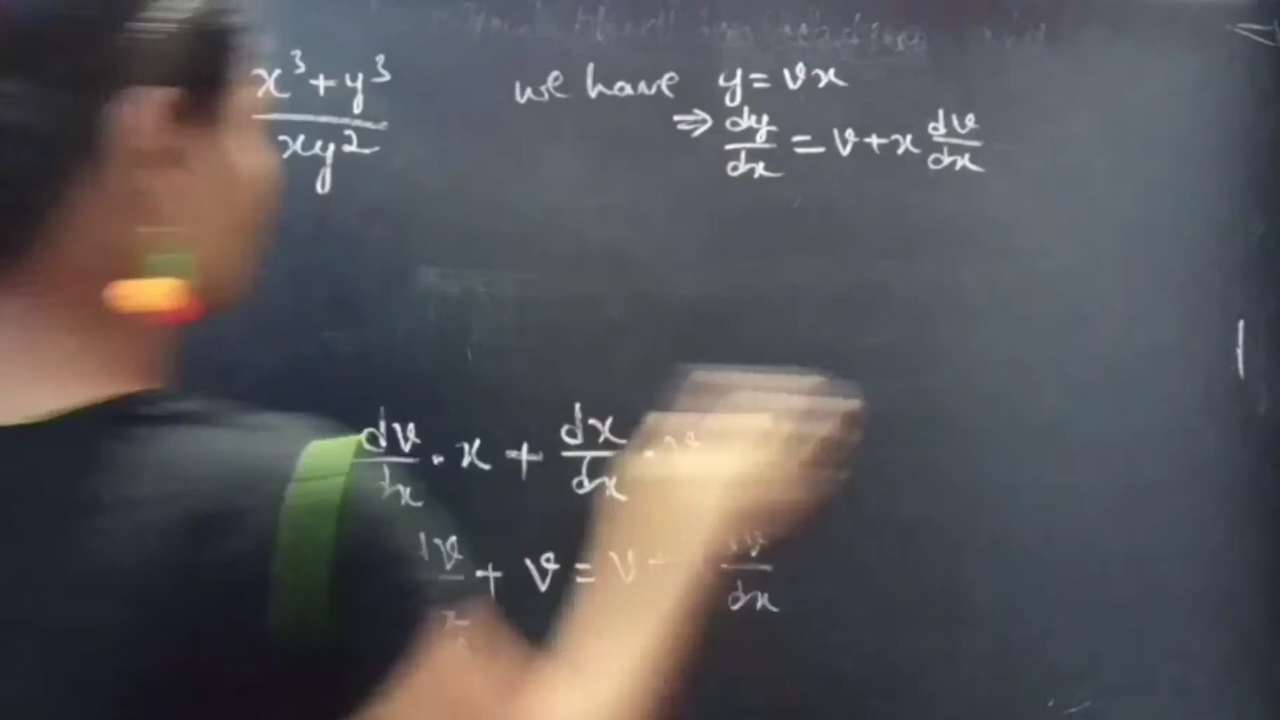 x³+y³/xy² we have y=vx
⇒ dy/dx = v+x dv/dx
dv/dx · x + dx/dx · v
dv/x + v = v+ dv/dx